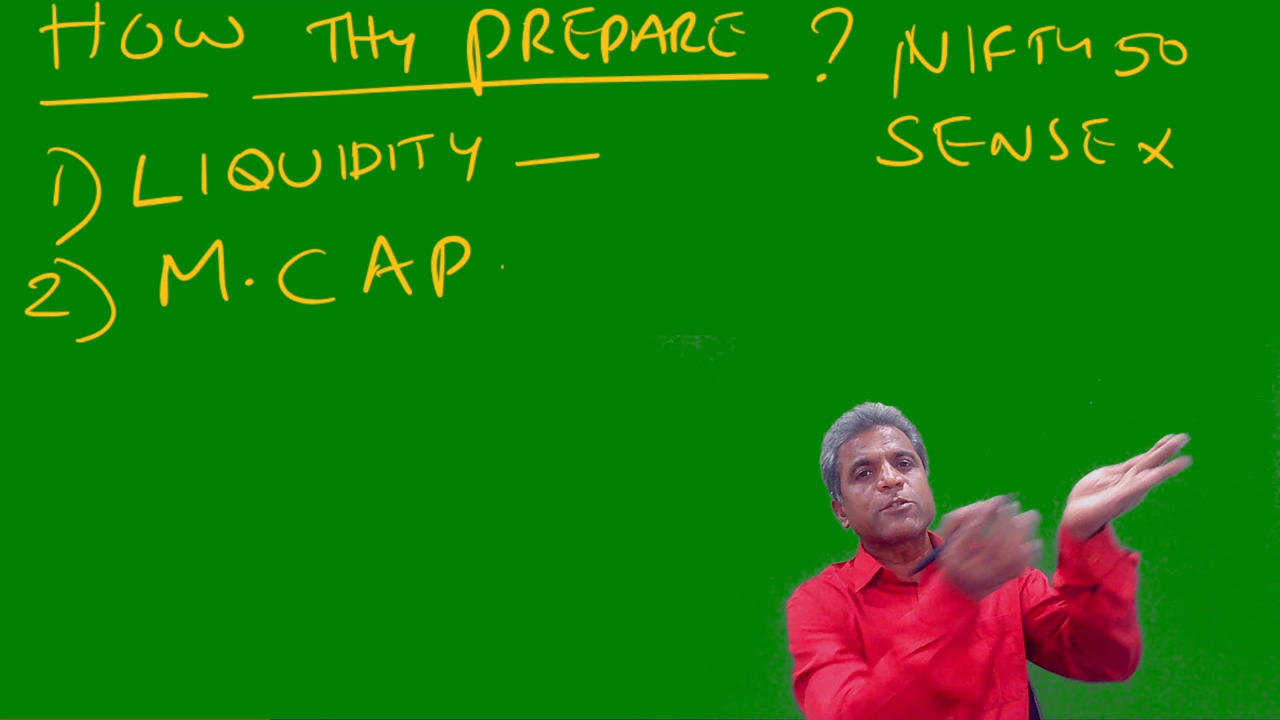 HOW THY PREPARE ? NIFTY 50
SENSEX
1) LIQUIDITY —
2) M. CAP.